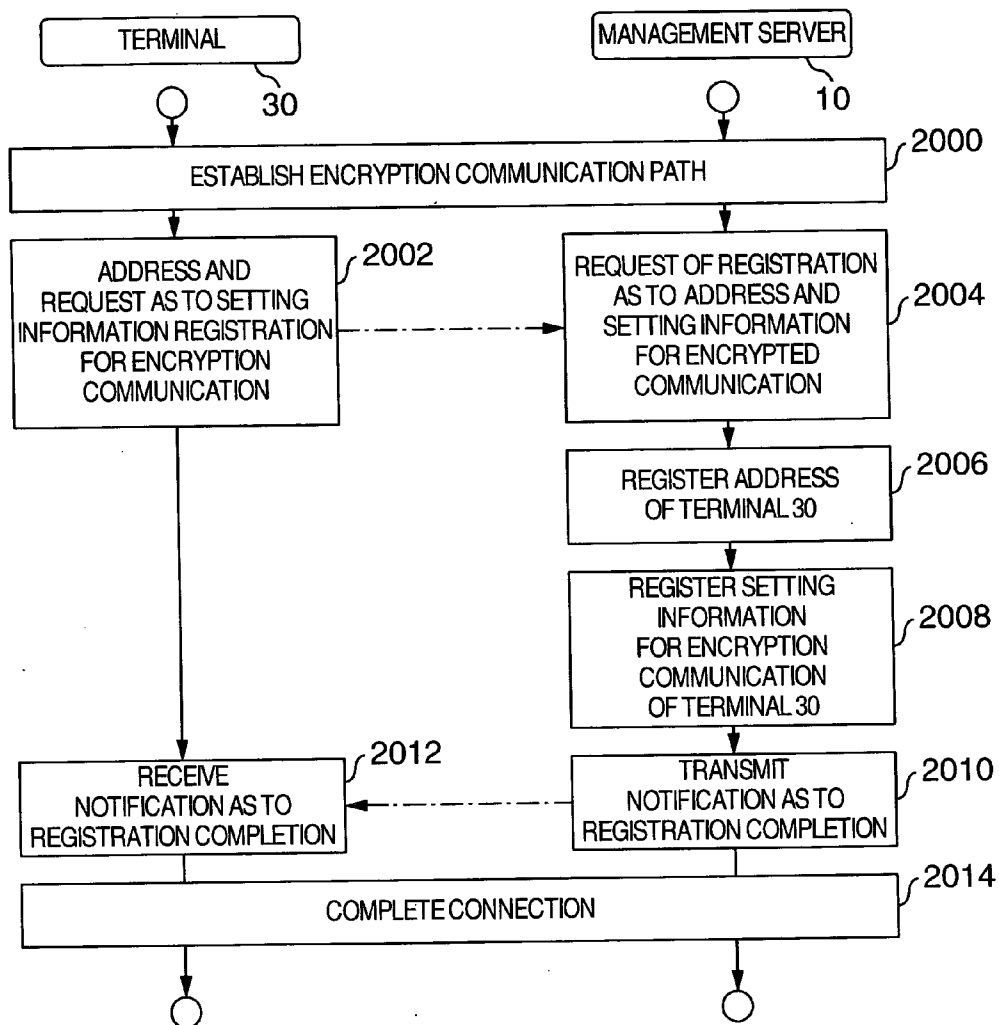 TERMINAL
30
MANAGEMENT SERVER
10
ESTABLISH ENCRYPTION COMMUNICATION PATH
2000
ADDRESS AND
REQUEST AS TO SETTING
INFORMATION REGISTRATION
FOR ENCRYPTION
COMMUNICATION
2002
REQUEST OF REGISTRATION
AS TO ADDRESS AND
SETTING INFORMATION
FOR ENCRYPTED
COMMUNICATION
2004
REGISTER ADDRESS
OF TERMINAL 30
2006
REGISTER SETTING
INFORMATION
FOR ENCRYPTION
COMMUNICATION
OF TERMINAL 30
2008
RECEIVE
NOTIFICATION AS TO
REGISTRATION COMPLETION
2012
TRANSMIT
NOTIFICATION AS TO
REGISTRATION COMPLETION
2010
COMPLETE CONNECTION
2014